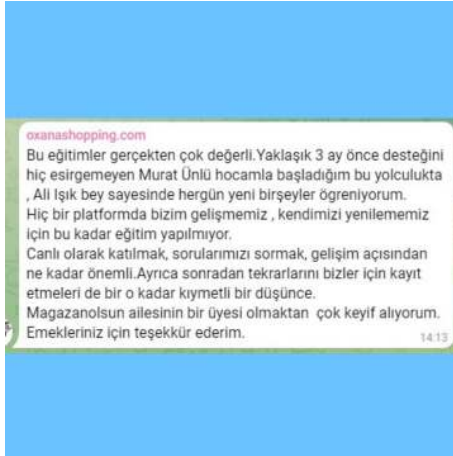 oxanashopping.com
Bu eğitimler gerçekten çok değerli.Yaklaşık 3 ay önce desteğini
hiç esirgemeyen Murat Ünlü hocamla başladığım bu yolculukta
, Ali Işık bey sayesinde hergün yeni birşeyler ögreniyorum.
Hiç bir platformda bizim gelişmemiz , kendimizi yenilememiz
için bu kadar eğitim yapılmıyor.
Canlı olarak katılmak, sorularımızı sormak, gelişim açısından
ne kadar önemli.Ayrıca sonradan tekrarlarını bizler için kayıt
etmeleri de bir o kadar kıymetli bir düşünce.
Magazanolsun ailesinin bir üyesi olmaktan  çok keyif alıyorum.
Emekleriniz için teşekkür ederim.
14:13